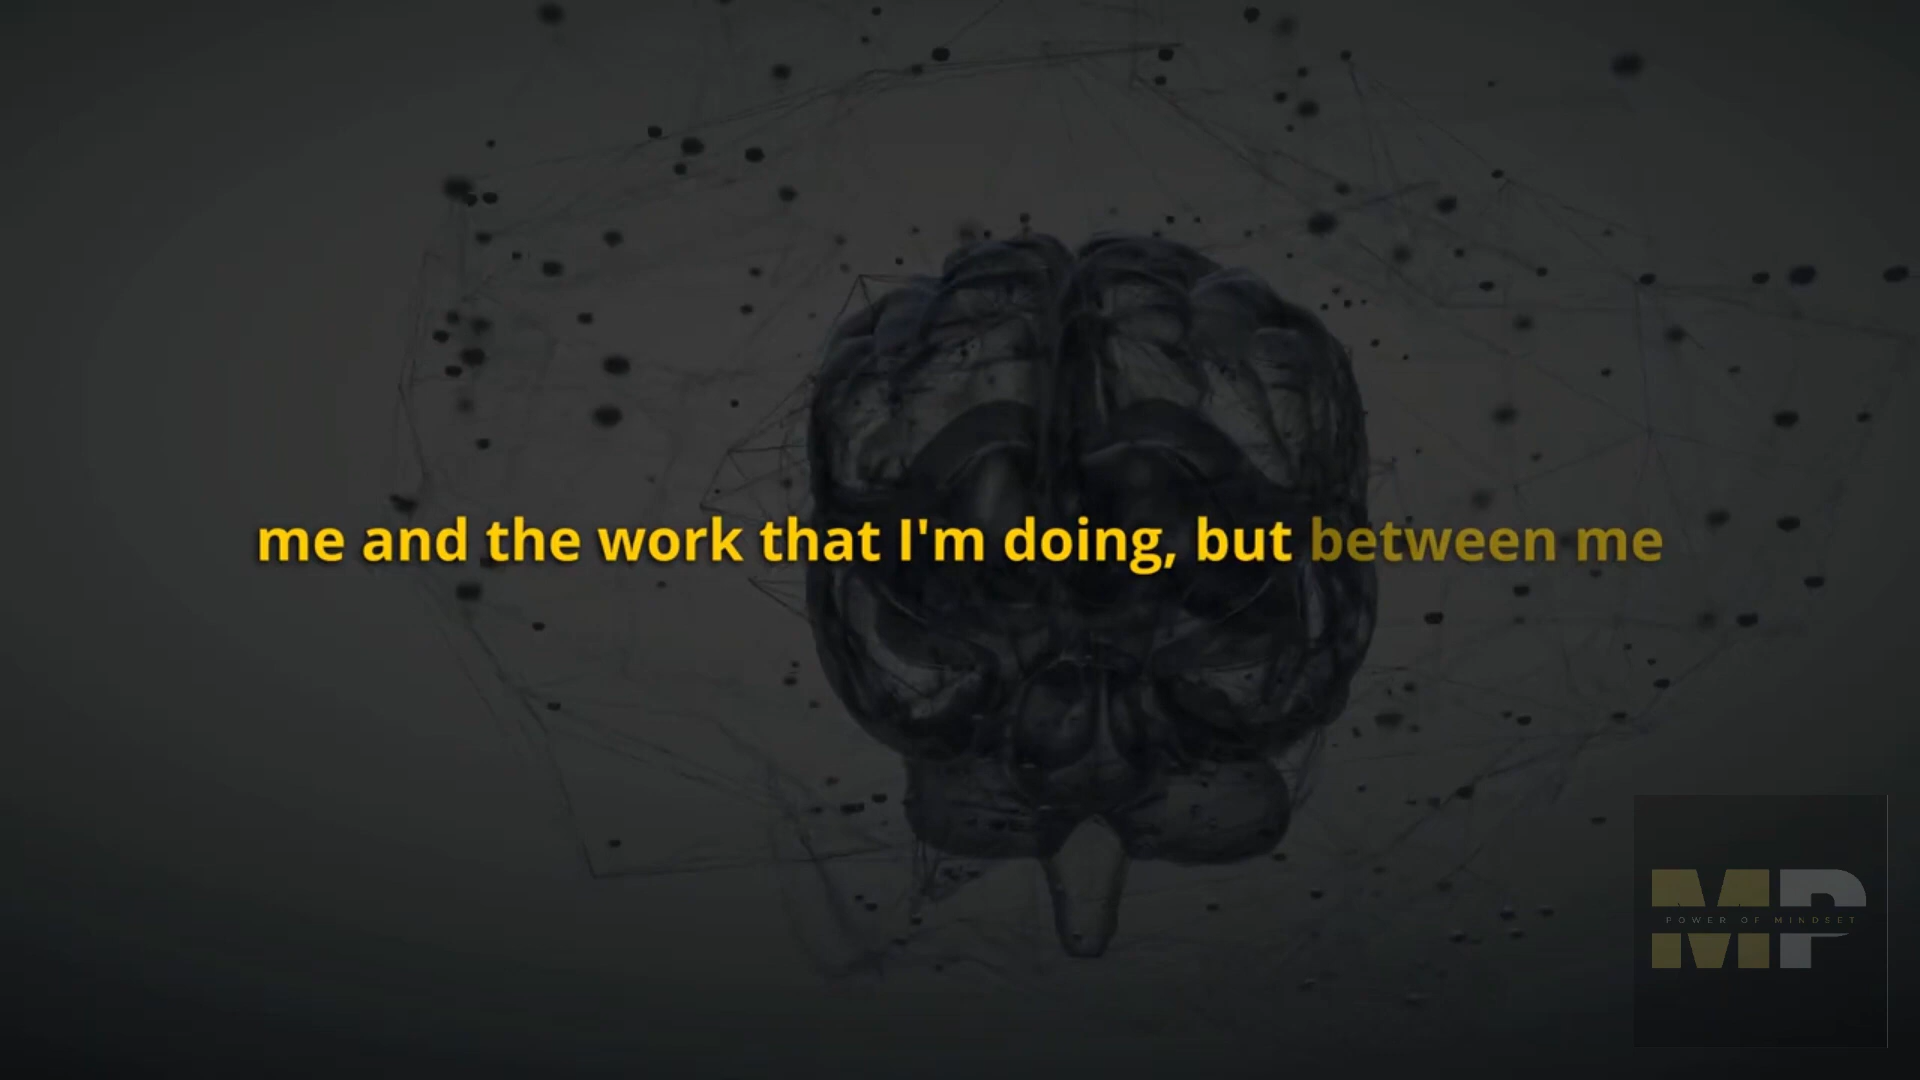 me and the work that I'm doing, but between me
MP
POWER OF MINDSET